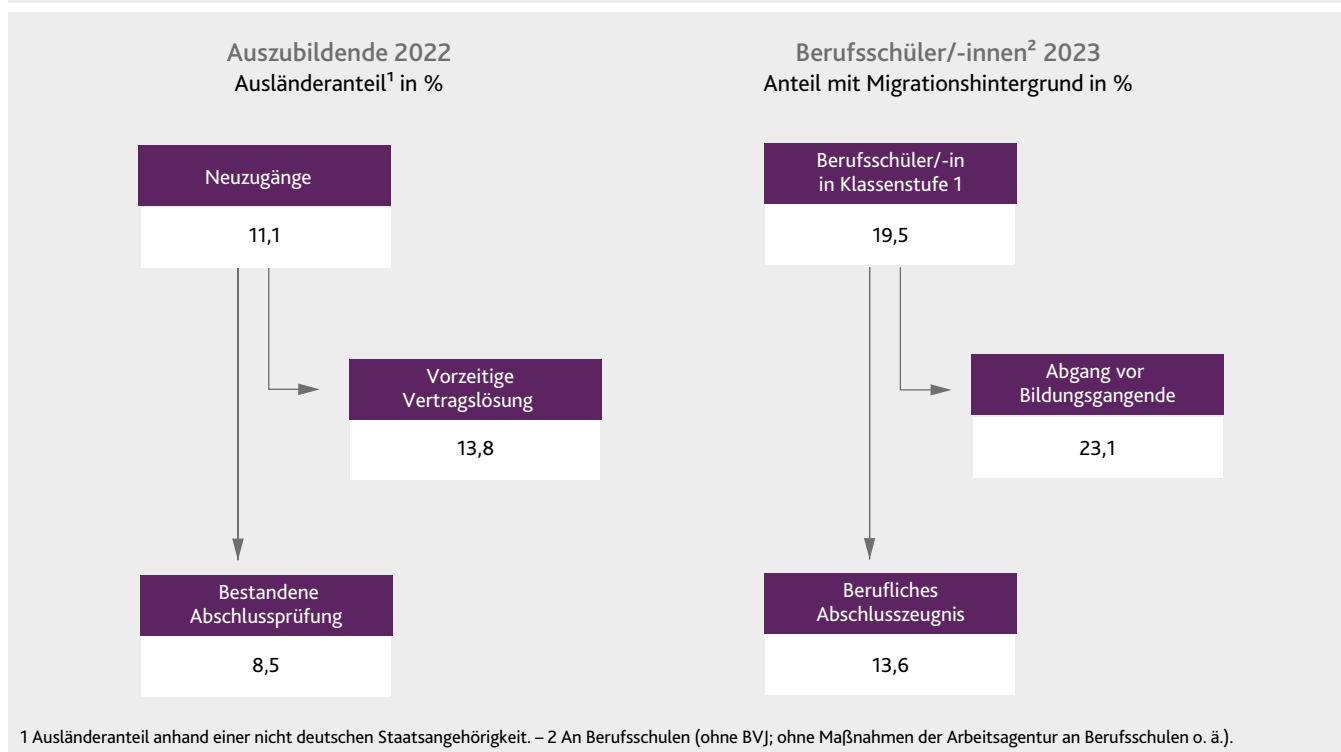 Auszubildende 2022
Ausländeranteil¹ in %
Neuzugänge
11,1
Vorzeitige
Vertragslösung
13,8
Bestandene
Abschlussprüfung
8,5
Berufsschüler/-innen² 2023
Anteil mit Migrationshintergrund in %
Berufsschüler/-in
in Klassenstufe 1
19,5
Abgang vor
Bildungsgangende
23,1
Berufliches
Abschlusszeugnis
13,6
1 Ausländeranteil anhand einer nicht deutschen Staatsangehörigkeit. – 2 An Berufsschulen (ohne BVJ; ohne Maßnahmen der Arbeitsagentur an Berufsschulen o. ä.).